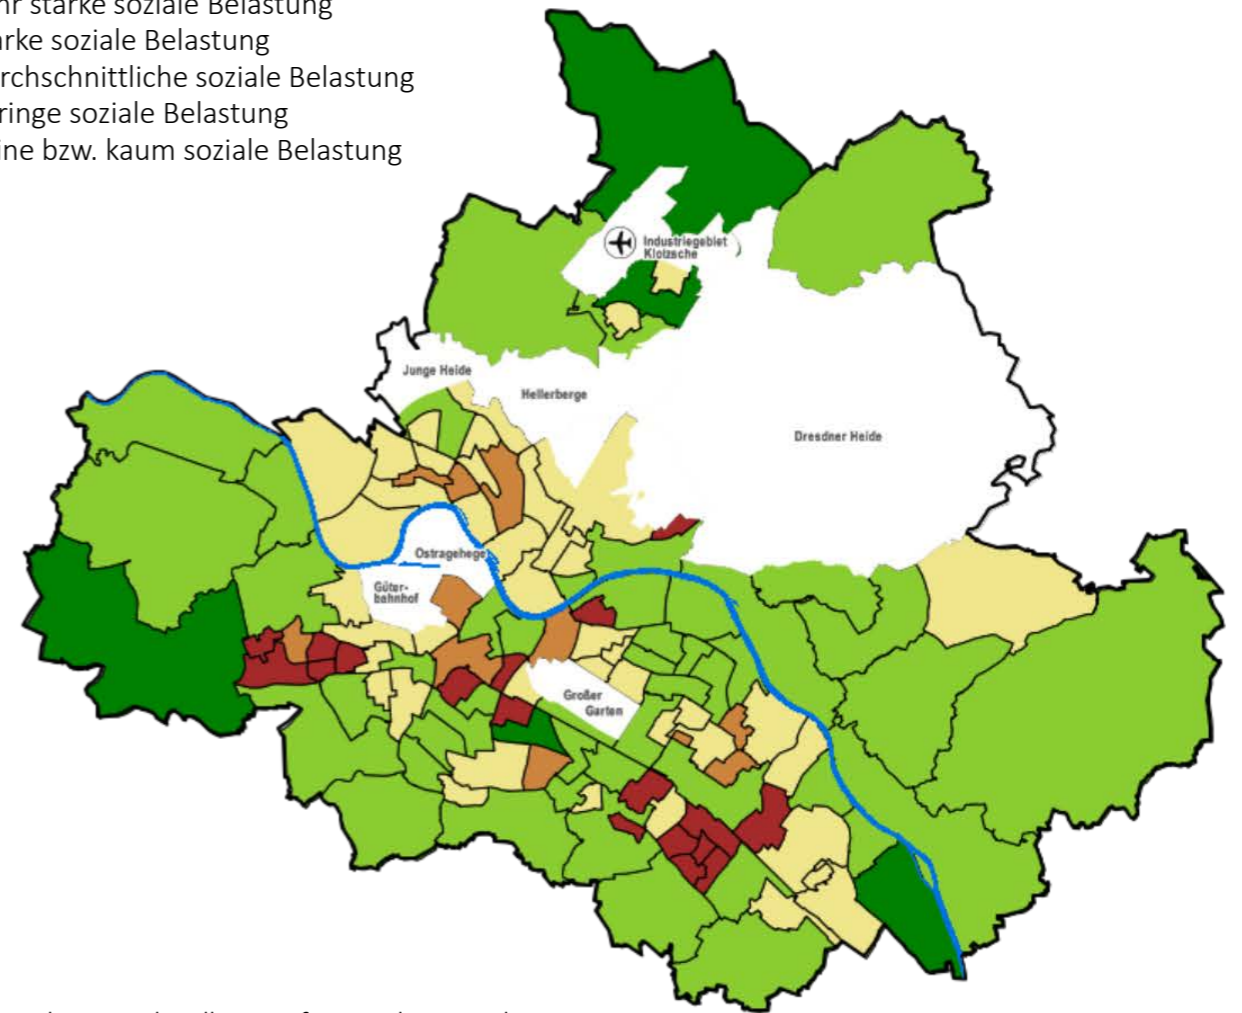 hr starke soziale Belastung
arke soziale Belastung
rchschnittliche soziale Belastung
ringe soziale Belastung
ine bzw. kaum soziale Belastung
Industriegebiet
Klotzsche
Junge Heide
Hellerberge
Dresdner Heide
Ostragehege
Güter-
bahnhof
Großer
Garten